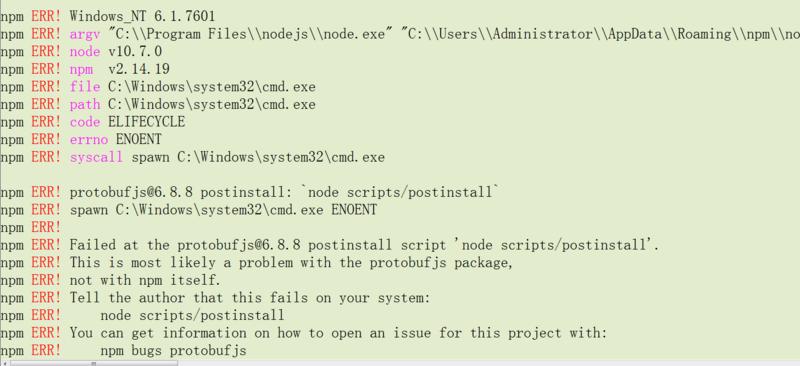 npm ERR! Windows_NT 6.1.7601
npm ERR! argv "C:\\Program Files\\nodejs\\node.exe" "C:\\Users\\Administrator\\AppData\\Roaming\\npm\\no
npm ERR! node v10.7.0
npm ERR! npm  v2.14.19
npm ERR! file C:\Windows\system32\cmd.exe
npm ERR! path C:\Windows\system32\cmd.exe
npm ERR! code ELIFECYCLE
npm ERR! errno ENOENT
npm ERR! syscall spawn C:\Windows\system32\cmd.exe
npm ERR! protobufjs@6.8.8 postinstall: `node scripts/postinstall`
npm ERR! spawn C:\Windows\system32\cmd.exe ENOENT
npm ERR!
npm ERR! Failed at the protobufjs@6.8.8 postinstall script 'node scripts/postinstall'.
npm ERR! This is most likely a problem with the protobufjs package,
npm ERR! not with npm itself.
npm ERR! Tell the author that this fails on your system:
npm ERR!     node scripts/postinstall
npm ERR! You can get information on how to open an issue for this project with:
npm ERR!     npm bugs protobufjs